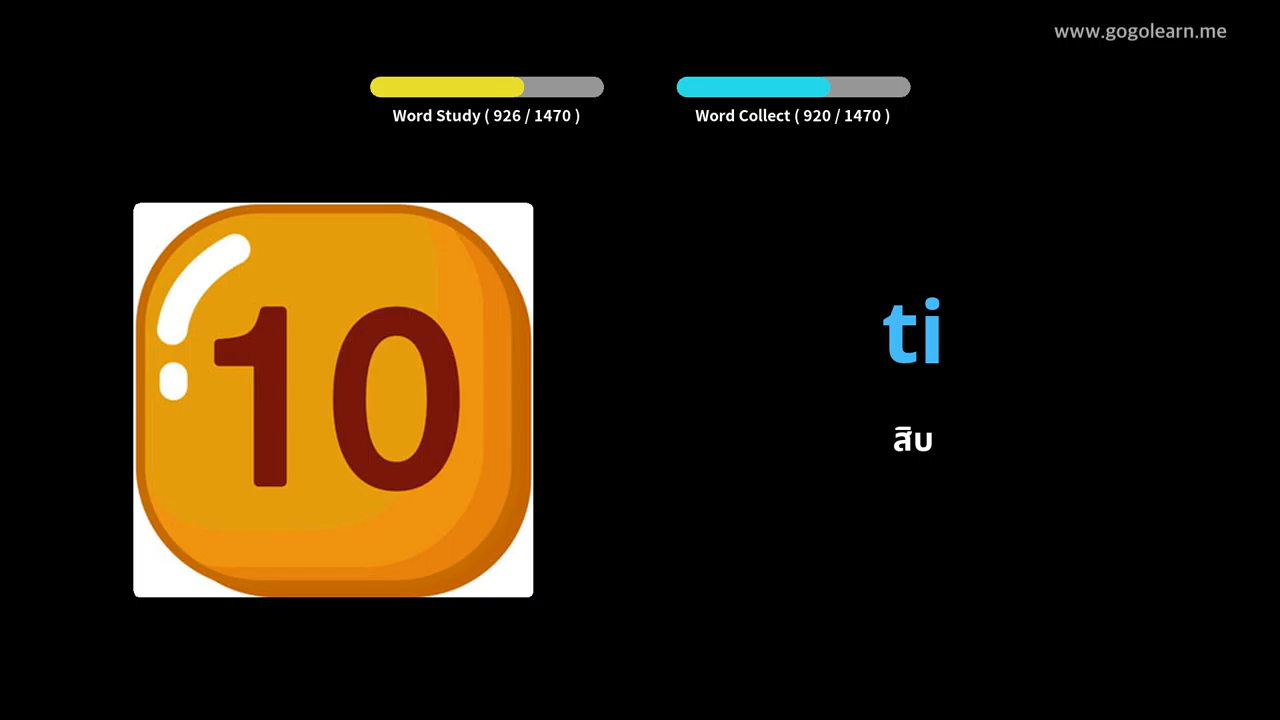 www.gogolearn.me
Word Study ( 926 / 1470 )
Word Collect ( 920 / 1470 )
10
ti
สิบ